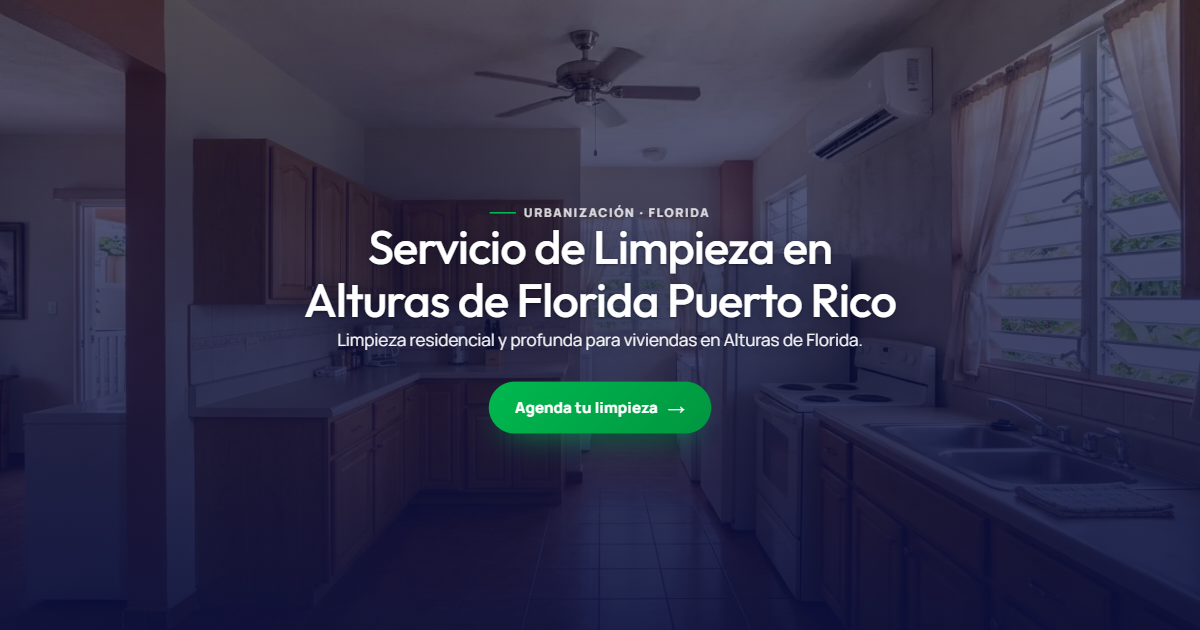 URBANIZACIÓN · FLORIDA
Servicio de Limpieza en
Alturas de Florida Puerto Rico
Limpieza residencial y profunda para viviendas en Alturas de Florida.
Agenda tu limpieza →